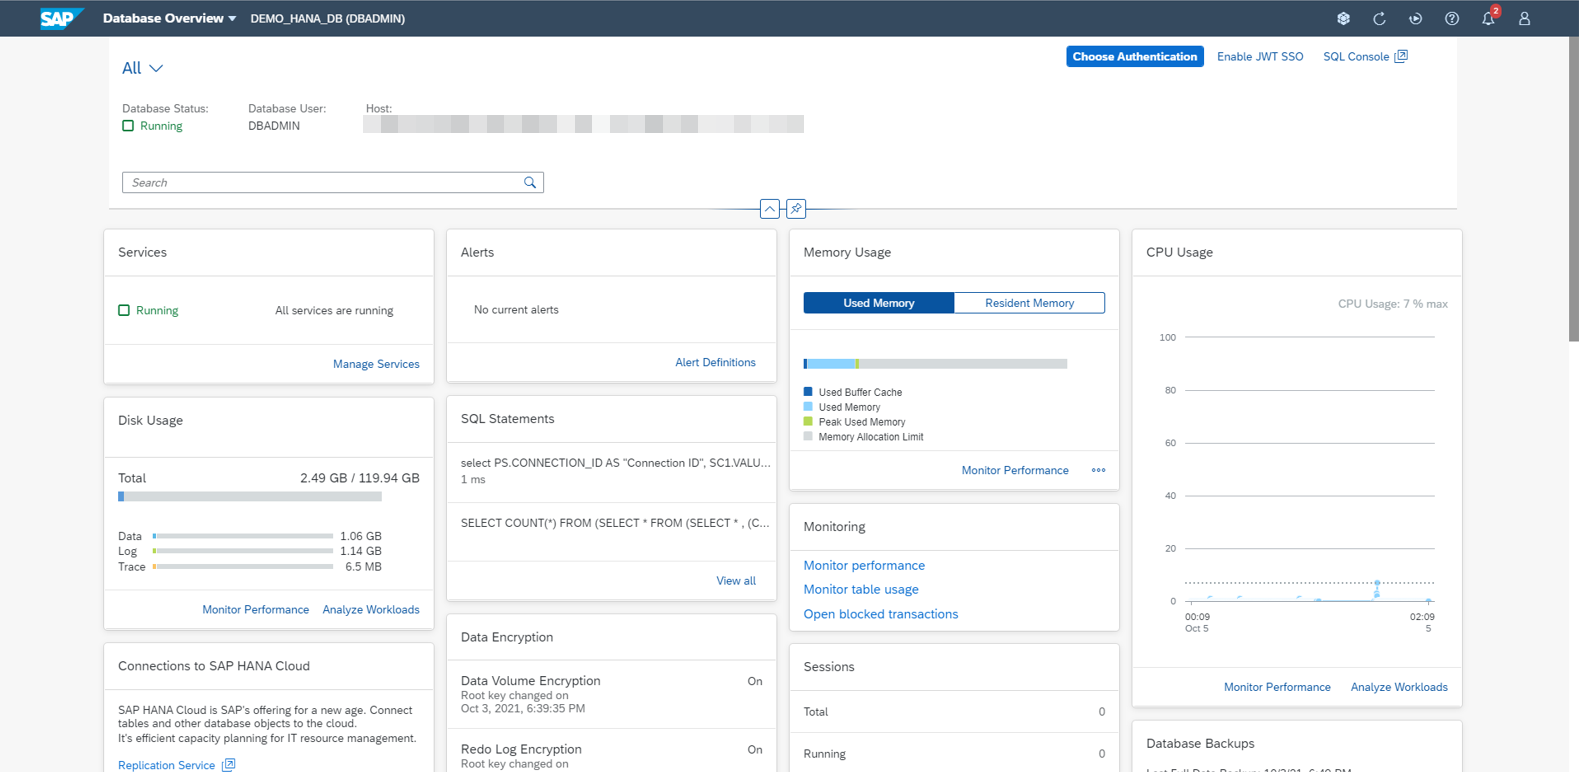 SAP Database Overview DEMO_HANA_DB (DBADMIN) 2
All
Choose Authentication Enable JWT SSO SQL Console
Database Status: Database User: Host:
Running DBADMIN
Search
Services
Running All services are running
Manage Services
Disk Usage
Total 2.49 GB / 119.94 GB
Data 1.06 GB
Log 1.14 GB
Trace 6.5 MB
Monitor Performance Analyze Workloads
Connections to SAP HANA Cloud
SAP HANA Cloud is SAP's offering for a new age. Connect
tables and other database objects to the cloud.
It's efficient capacity planning for IT resource management.
Replication Service
Alerts
No current alerts
Alert Definitions
SQL Statements
select PS.CONNECTION_ID AS "Connection ID", SC1.VALU...
1 ms
SELECT COUNT(*) FROM (SELECT * FROM (SELECT * , (C...
View all
Data Encryption
Data Volume Encryption On
Root key changed on
Oct 3, 2021, 6:39:35 PM
Redo Log Encryption On
Root key changed on
Memory Usage
Used Memory Resident Memory
Used Buffer Cache
Used Memory
Peak Used Memory
Memory Allocation Limit
Monitor Performance
Monitoring
Monitor performance
Monitor table usage
Open blocked transactions
Sessions
Total 0
Running 0
CPU Usage
CPU Usage: 7 % max
100
80
60
40
20
0
00:09 02:09
Oct 5 5
Monitor Performance Analyze Workloads
Database Backups
Last Full Data Backup: 10/3/21, 6:40 PM